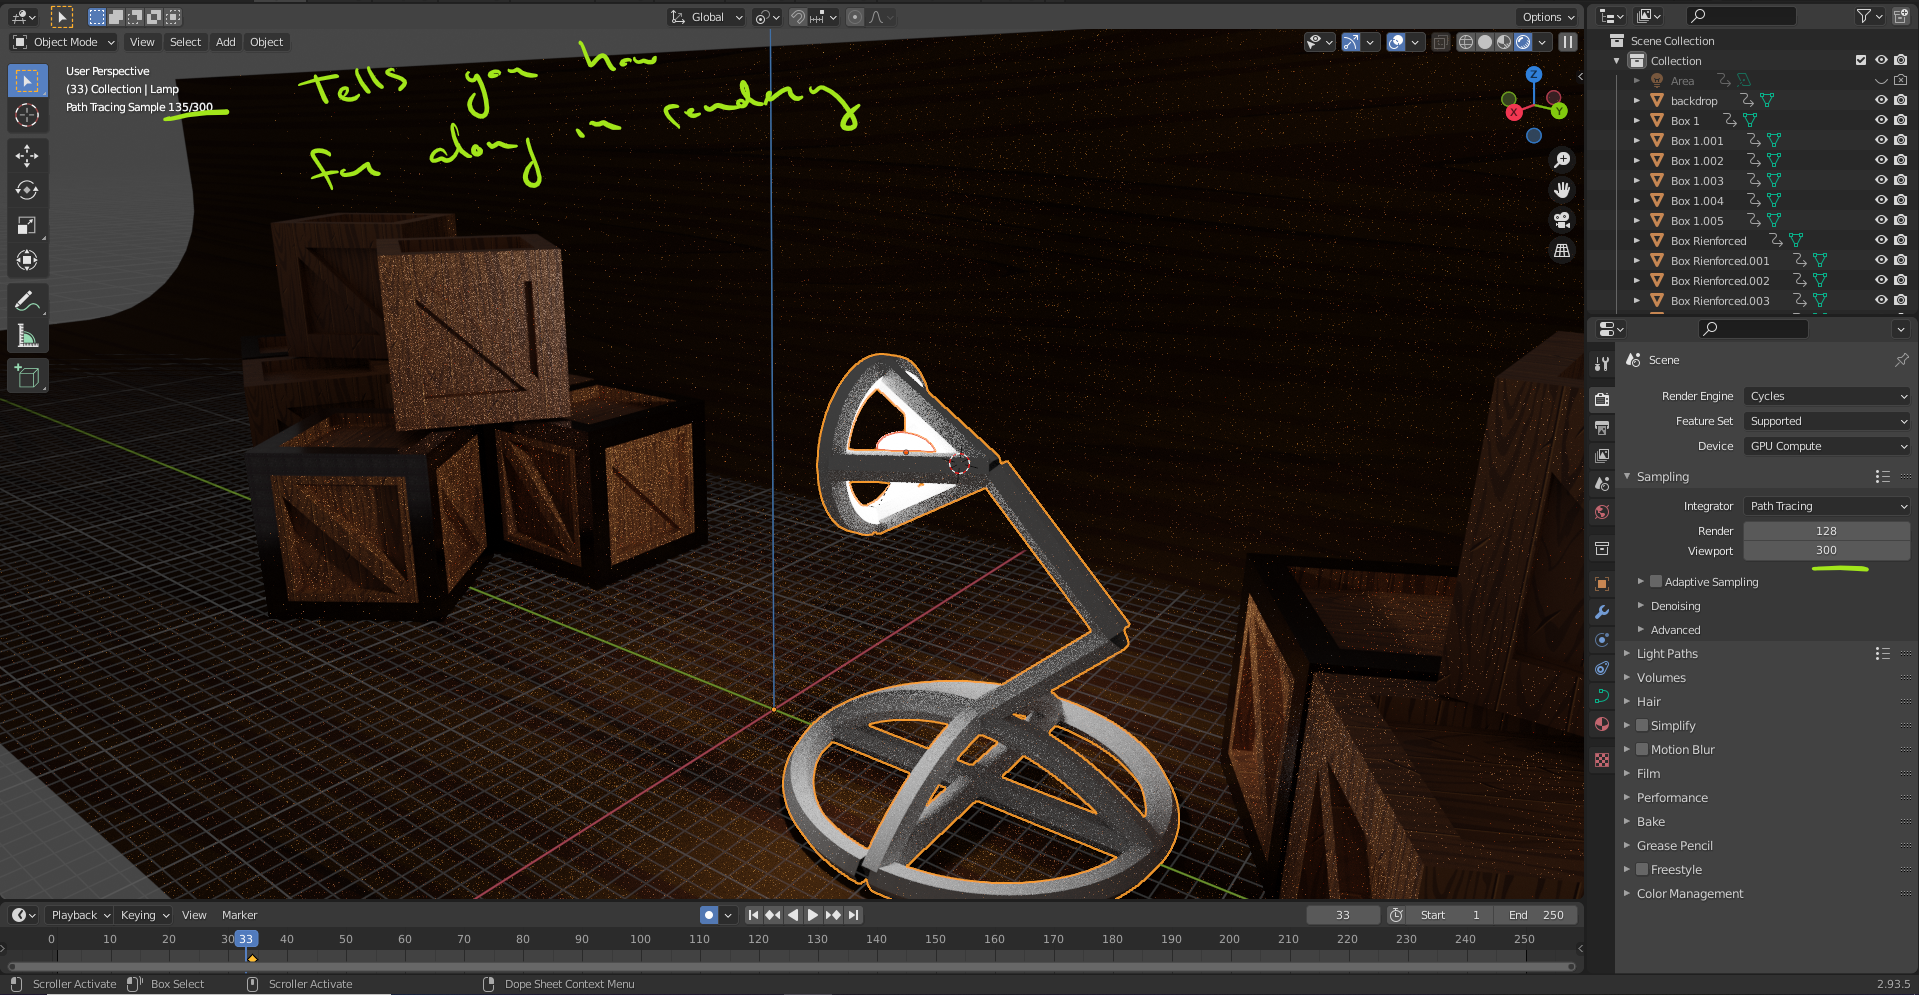 Global
Options
Object Mode
View
Select
Add
Object
User Perspective
(33) Collection | Lamp
Path Tracing Sample 135/300
Tells you how
far along in rendering
Z
X
Y
Scene Collection
Collection
Area
backdrop
Box 1
Box 1.001
Box 1.002
Box 1.003
Box 1.004
Box 1.005
Box Rienforced
Box Rienforced.001
Box Rienforced.002
Box Rienforced.003
Scene
Render Engine Cycles
Feature Set Supported
Device GPU Compute
Sampling
Integrator Path Tracing
Render 128
Viewport 300
Adaptive Sampling
Denoising
Advanced
Light Paths
Volumes
Hair
Simplify
Motion Blur
Film
Performance
Bake
Grease Pencil
Freestyle
Color Management
Playback Keying View Marker
33 Start 1 End 250
0 10 20 30 33 40 50 60 70 80 90 100 110 120 130 140 150 160 170 180 190 200 210 220 230 240 250
Scroller Activate Box Select Scroller Activate Dope Sheet Context Menu 2.93.5